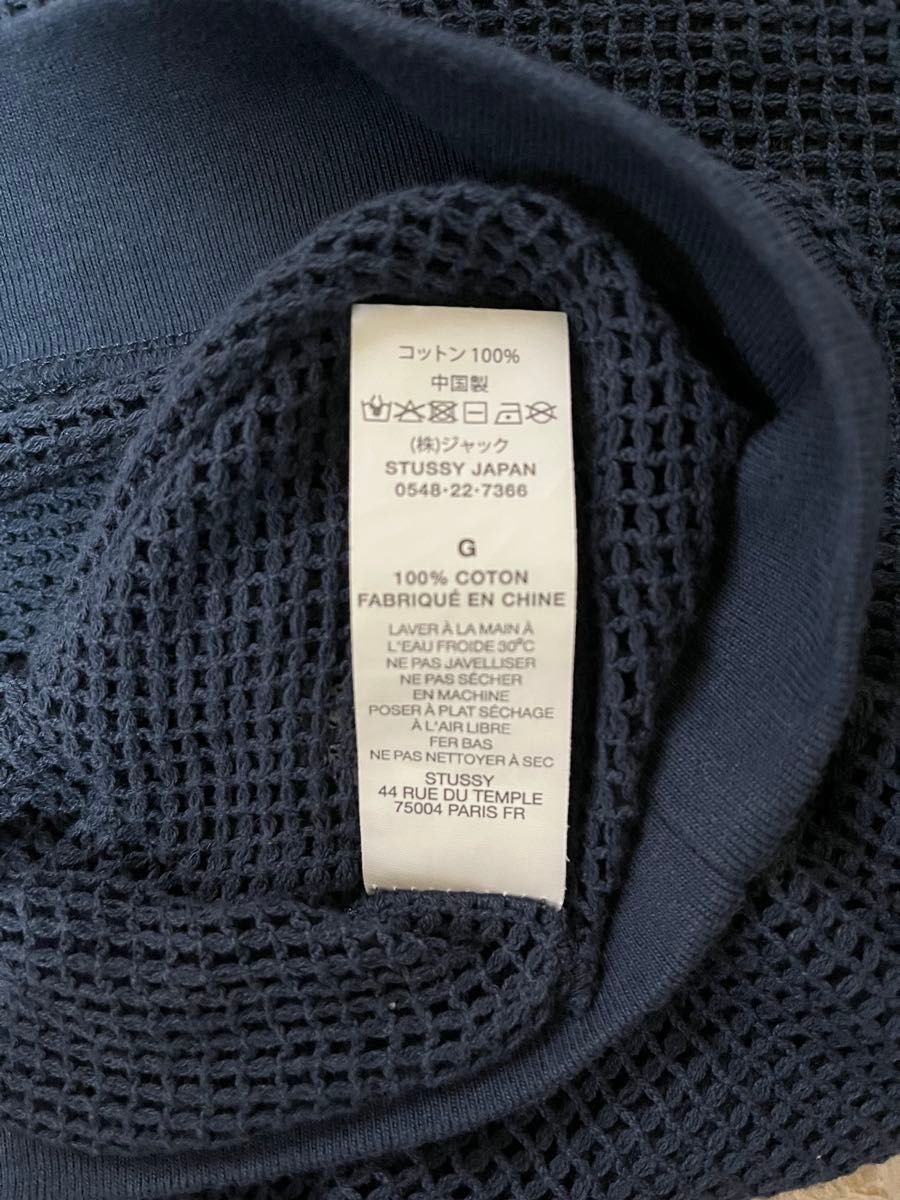 コットン 100%
中国製
(株)ジャック
STUSSY JAPAN
0548・22・7366
G
100% COTON
FABRIQUÉ EN CHINE
LAVER À LA MAIN À
L'EAU FROIDE 30ºC
NE PAS JAVELLISER
NE PAS SÉCHER
EN MACHINE
POSER À PLAT SÉCHAGE
À L'AIR LIBRE
FER BAS
NE PAS NETTOYER À SEC
STUSSY
44 RUE DU TEMPLE
75004 PARIS FR